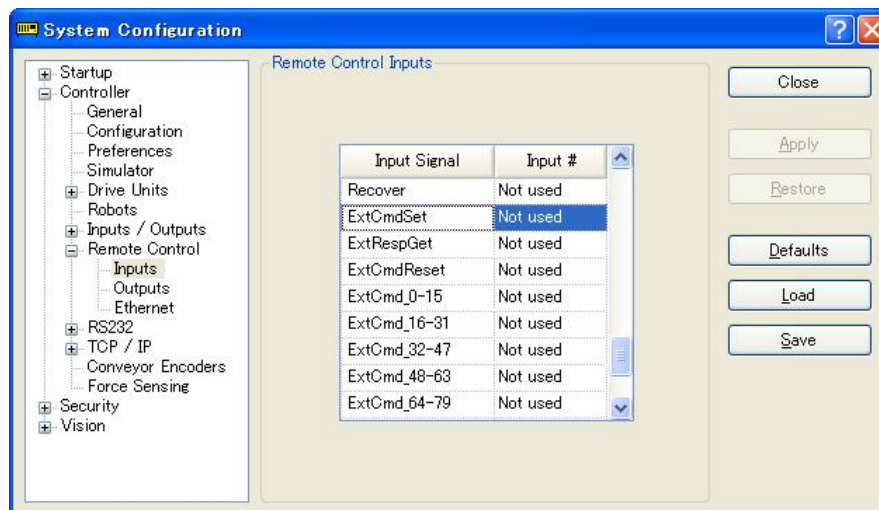 System Configuration
Startup
Controller
General
Configuration
Preferences
Simulator
Drive Units
Robots
Inputs / Outputs
Remote Control
Inputs
Outputs
Ethernet
RS232
TCP / IP
Conveyor Encoders
Force Sensing
Security
Vision
Remote Control Inputs
Input Signal Input #
Recover Not used
ExtCmdSet Not used
ExtRespGet Not used
ExtCmdReset Not used
ExtCmd_0-15 Not used
ExtCmd_16-31 Not used
ExtCmd_32-47 Not used
ExtCmd_48-63 Not used
ExtCmd_64-79 Not used
Close
Apply
Restore
Defaults
Load
Save